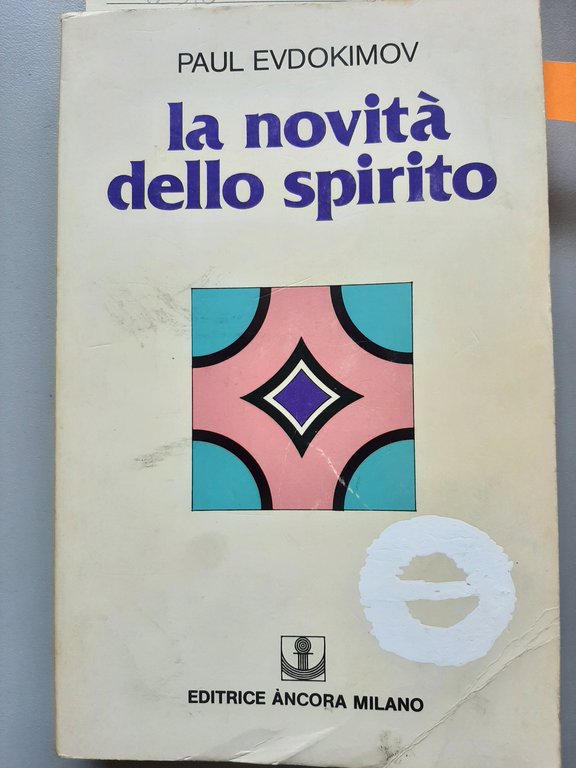 PAUL EVDOKIMOV
la novità
dello spirito
EDITRICE ÀNCORA MILANO